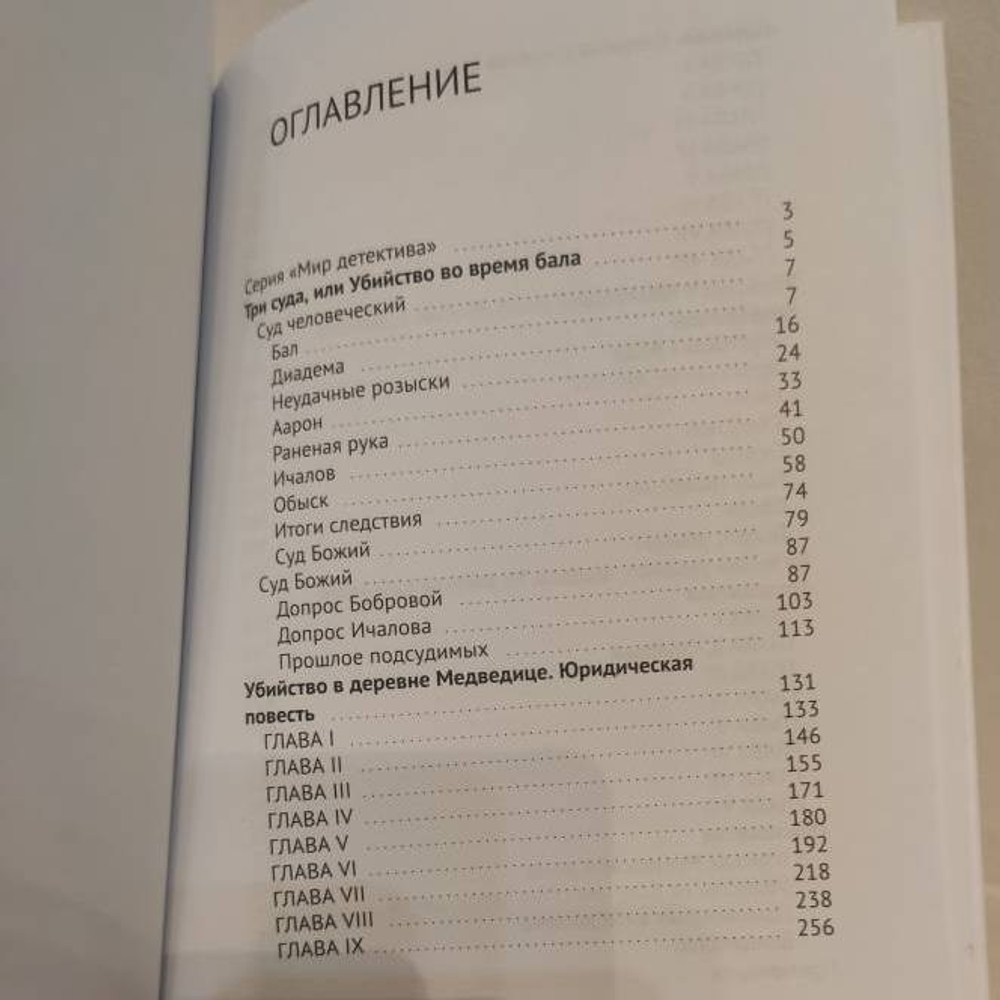 ОГЛАВЛЕНИЕ
Серия «Мир детектива» 3
Три суда, или Убийство во время бала 5
Суд человеческий 7
Бал 7
Диадема 16
Неудачные розыски 24
Аарон 33
Раненая рука 41
Ичалов 50
Обыск 58
Итоги следствия 74
Суд Божий 79
Суд Божий 87
Допрос Бобровой 87
Допрос Ичалова 103
Прошлое подсудимых 113
Убийство в деревне Медведице. Юридическая
повесть 131
ГЛАВА I 133
ГЛАВА II 146
ГЛАВА III 155
ГЛАВА IV 171
ГЛАВА V 180
ГЛАВА VI 192
ГЛАВА VII 218
ГЛАВА VIII 238
ГЛАВА IX 256